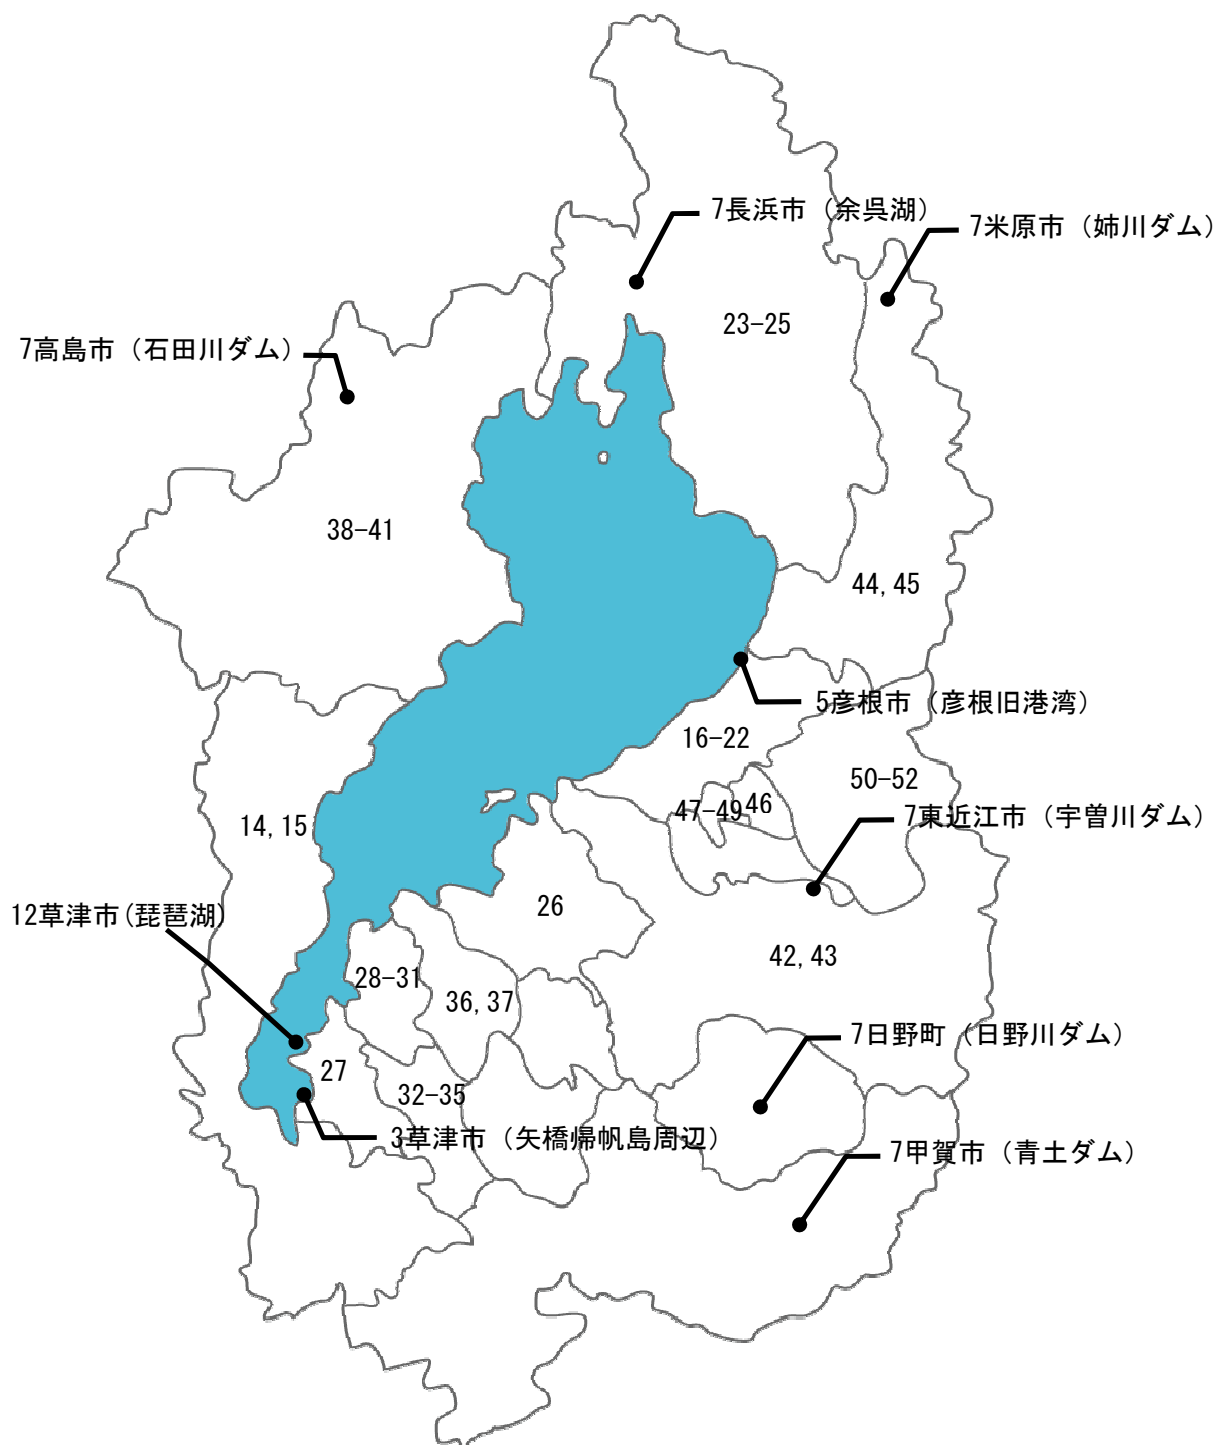 7長浜市（余呉湖）
7米原市（姉川ダム）
23-25
7高島市（石田川ダム）
38-41
44,45
5彦根市（彦根旧港湾）
16-22
50-52
47-49
46
7東近江市（宇曽川ダム）
14,15
26
12草津市(琵琶湖)
42,43
28-31
36,37
7日野町（日野川ダム）
27
32-35
3草津市（矢橋帰帆島周辺）
7甲賀市（青土ダム）